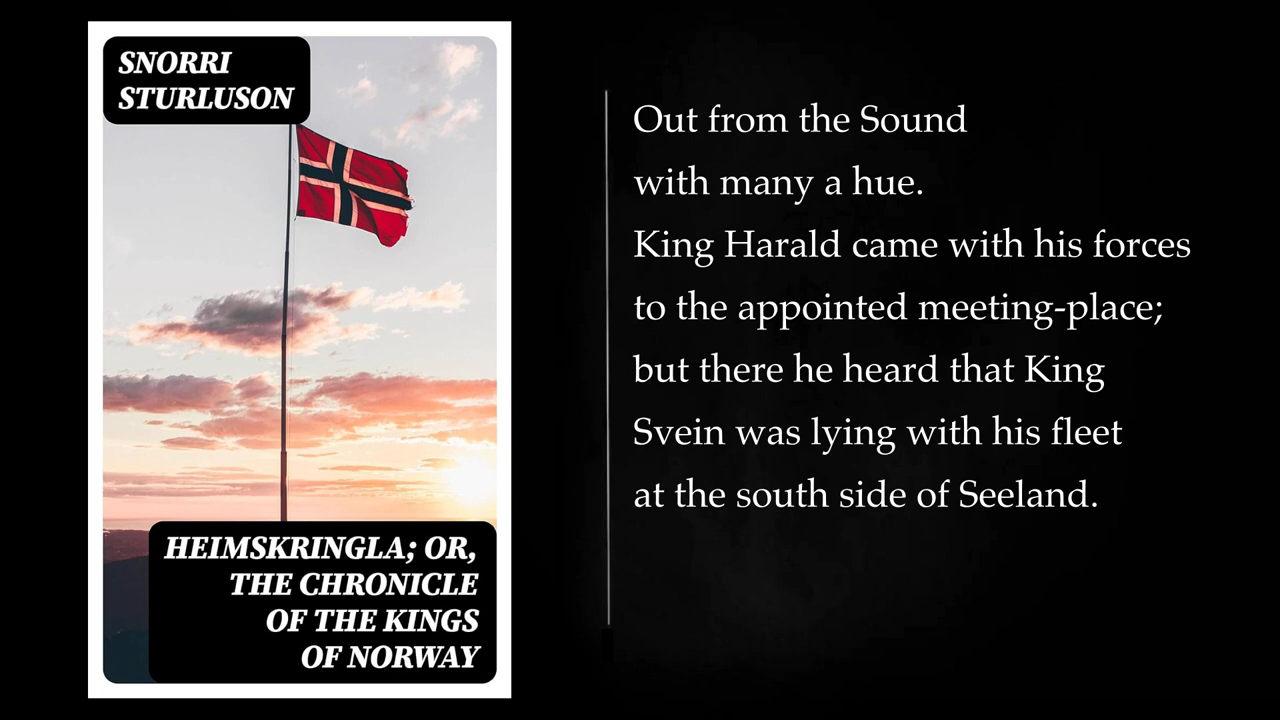 SNORRI
STURLUSON
HEIMSKRINGLA; OR,
THE CHRONICLE
OF THE KINGS
OF NORWAY
Out from the Sound
with many a hue.
King Harald came with his forces
to the appointed meeting-place;
but there he heard that King
Svein was lying with his fleet
at the south side of Seeland.